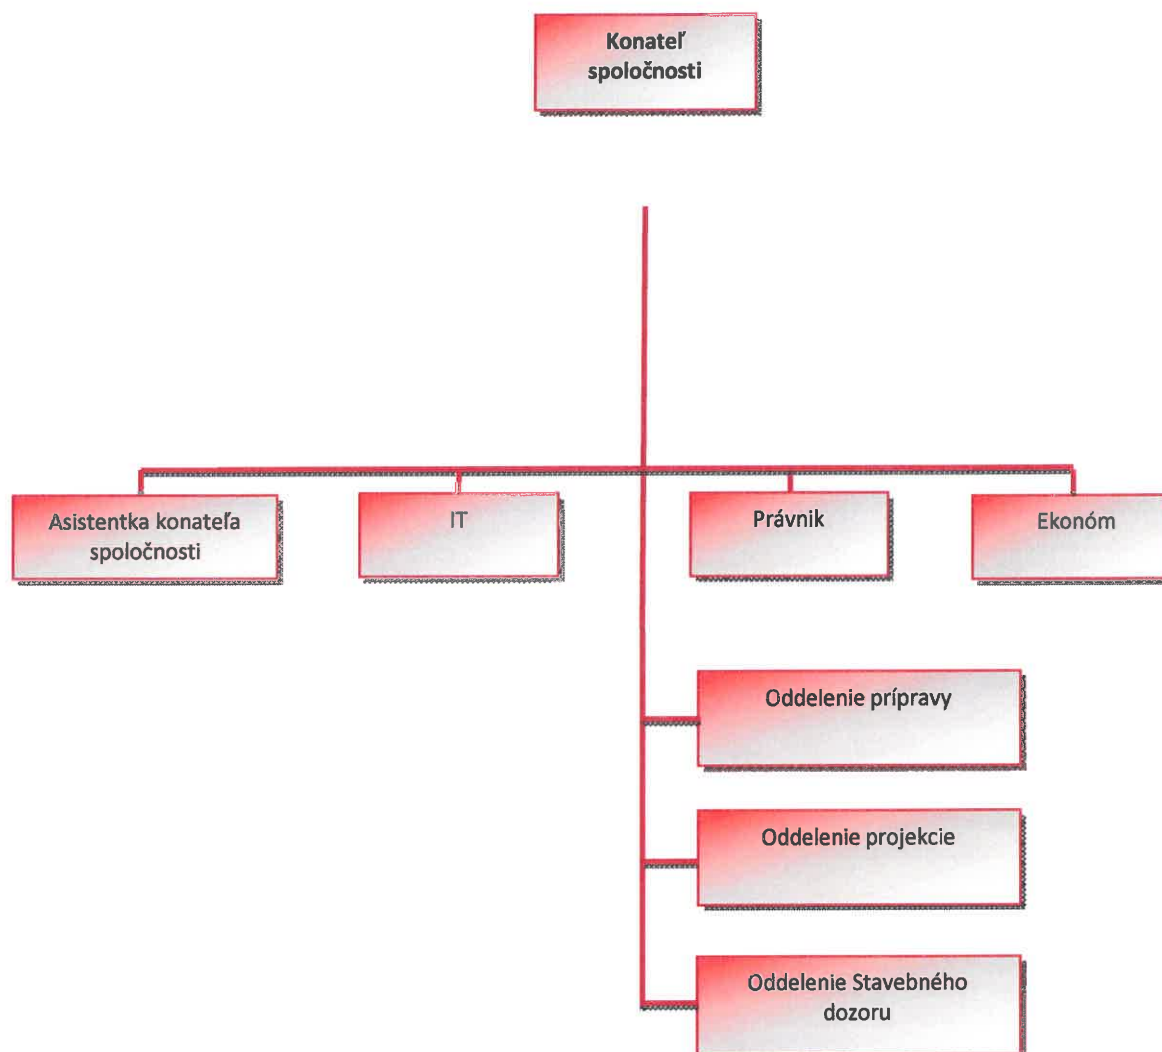 Konateľ
spoločnosti
Asistentka konateľa
spoločnosti
IT
Právnik
Ekonóm
Oddelenie prípravy
Oddelenie projekcie
Oddelenie Stavebného
dozoru